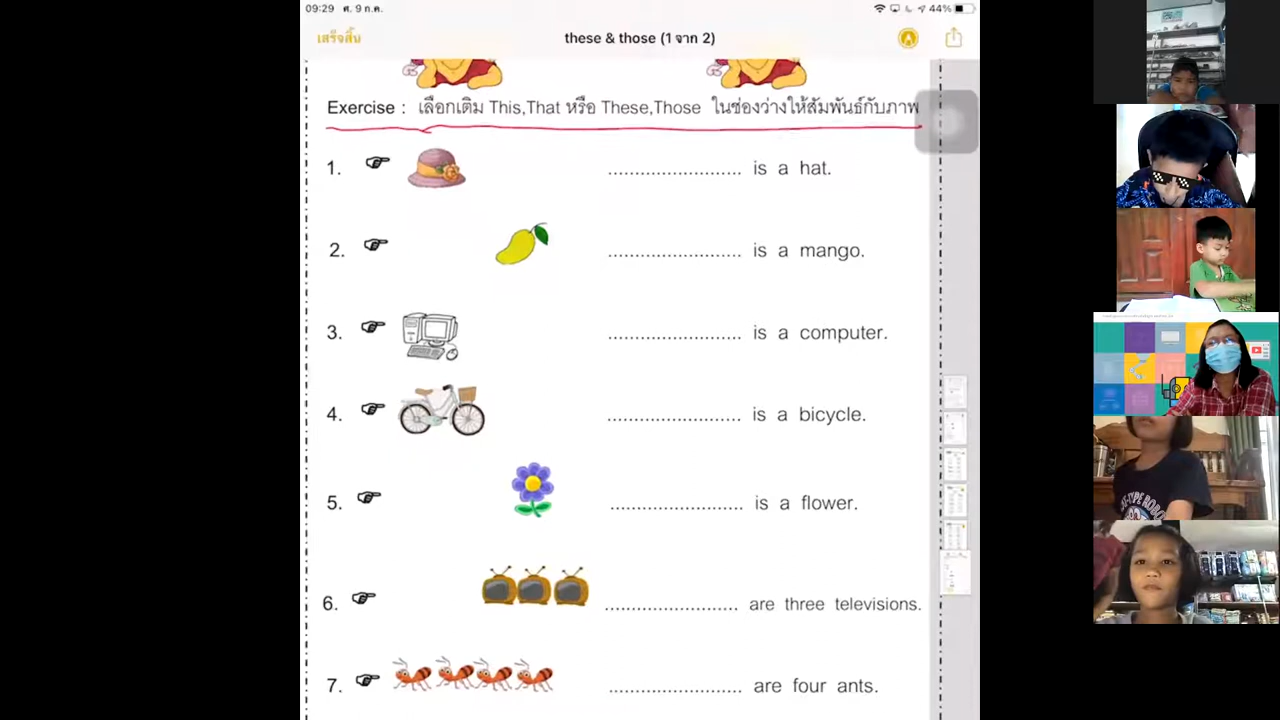 09:29 ศ. 9 ก.ค.
44%
เสร็จสิ้น
these & those (1 จาก 2)
Exercise : เลือกเติม This,That หรือ These,Those ในช่องว่างให้สัมพันธ์กับภาพ
1. ........................ is a hat.
2. ........................ is a mango.
3. ........................ is a computer.
4. ........................ is a bicycle.
5. ........................ is a flower.
6. ........................ are three televisions.
7. ........................ are four ants.